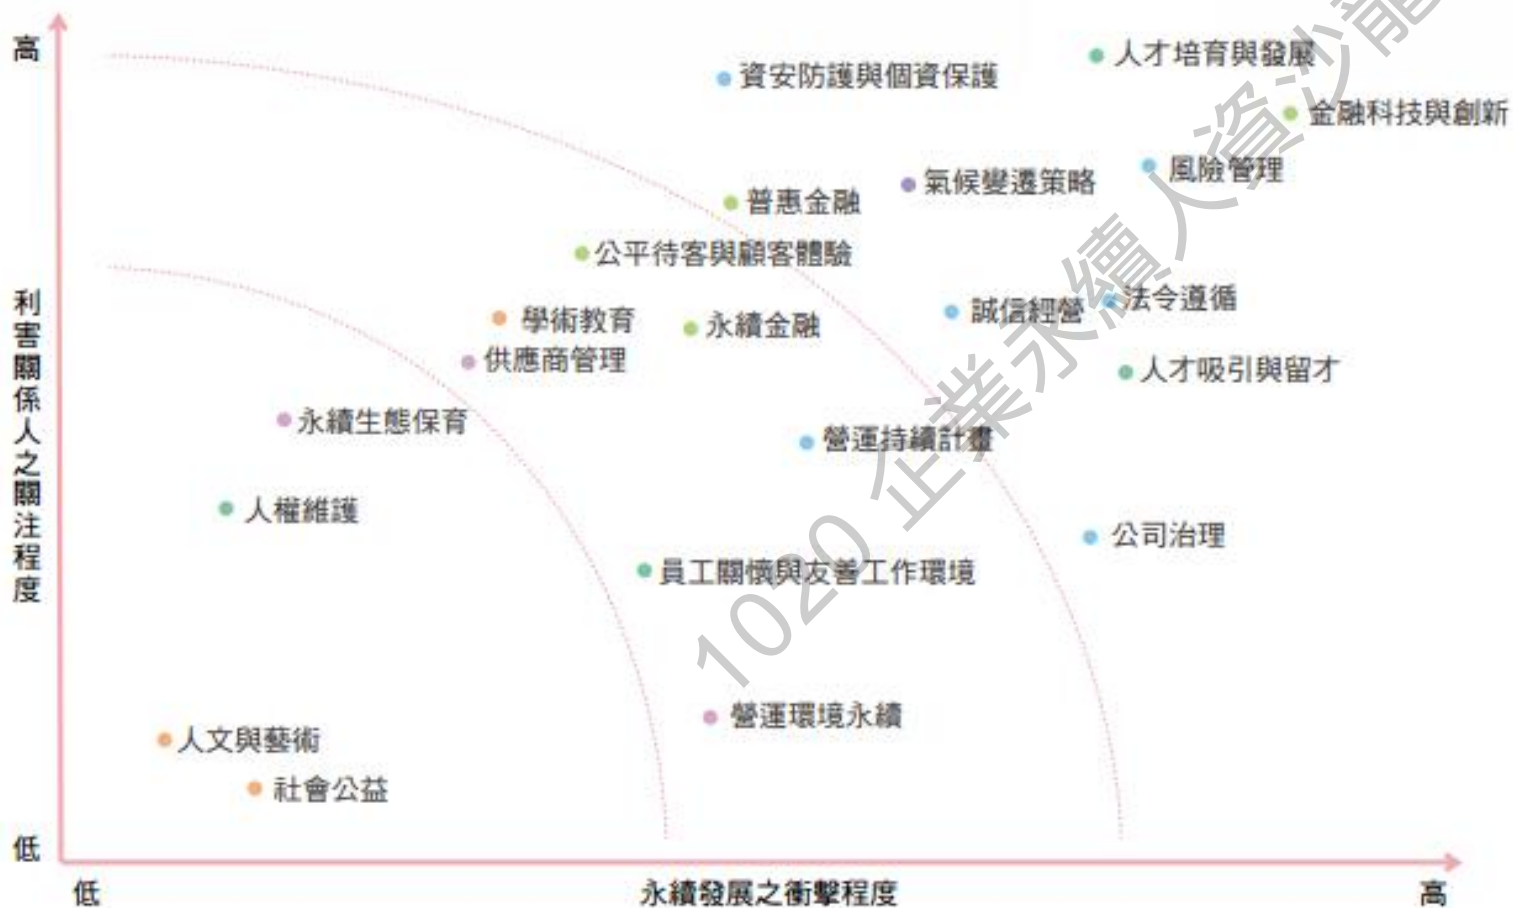 高
人才培育與發展
資安防護與個資保護
金融科技與創新
風險管理
氣候變遷策略
普惠金融
公平待客與顧客體驗
利害關係人之關注程度
法令遵循
誠信經營
學術教育
永續金融
供應商管理
人才吸引與留才
永續生態保育
營運持續計畫
人權維護
公司治理
員工關懷與友善工作環境
營運環境永續
人文與藝術
社會公益
低
低
永續發展之衝擊程度
高
1020 企業永續人資沙龍